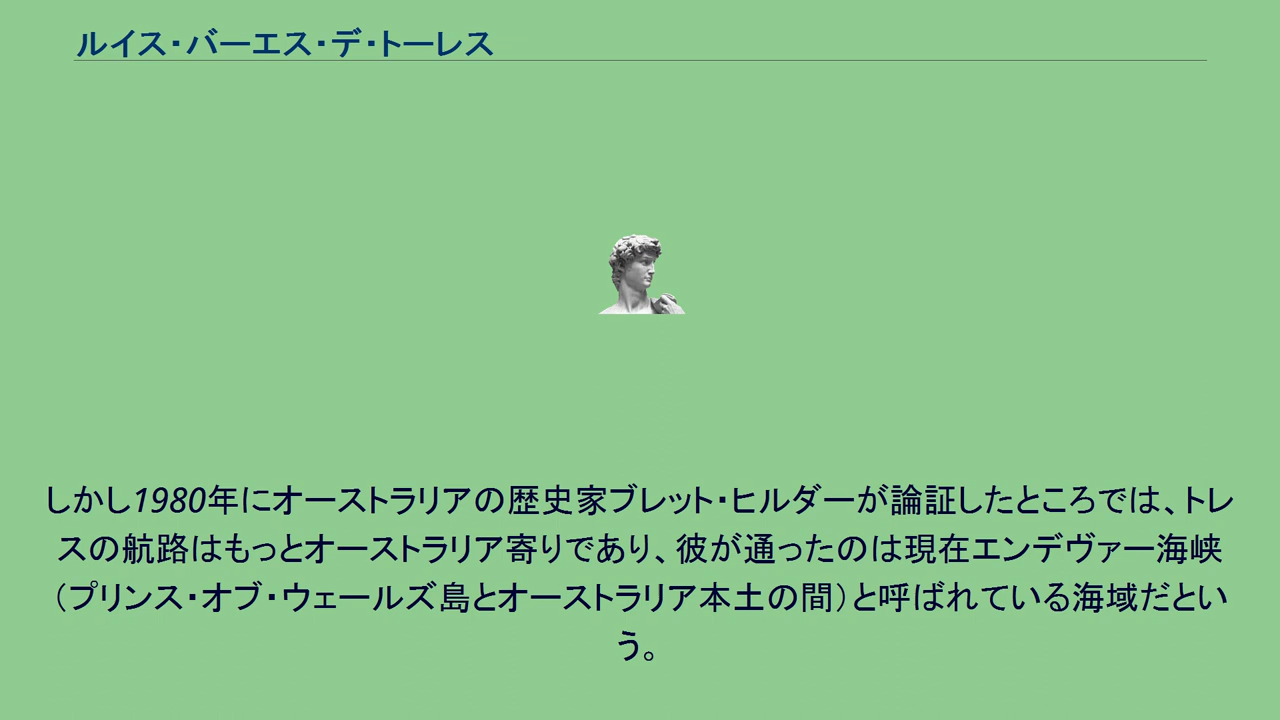 ルイス・バーエス・デ・トーレス
しかし1980年にオーストラリアの歴史家ブレット・ヒルダーが論証したところでは、トレ
スの航路はもっとオーストラリア寄りであり、彼が通ったのは現在エンデヴァー海峡
（プリンス・オブ・ウェールズ島とオーストラリア本土の間）と呼ばれている海域だとい
う。